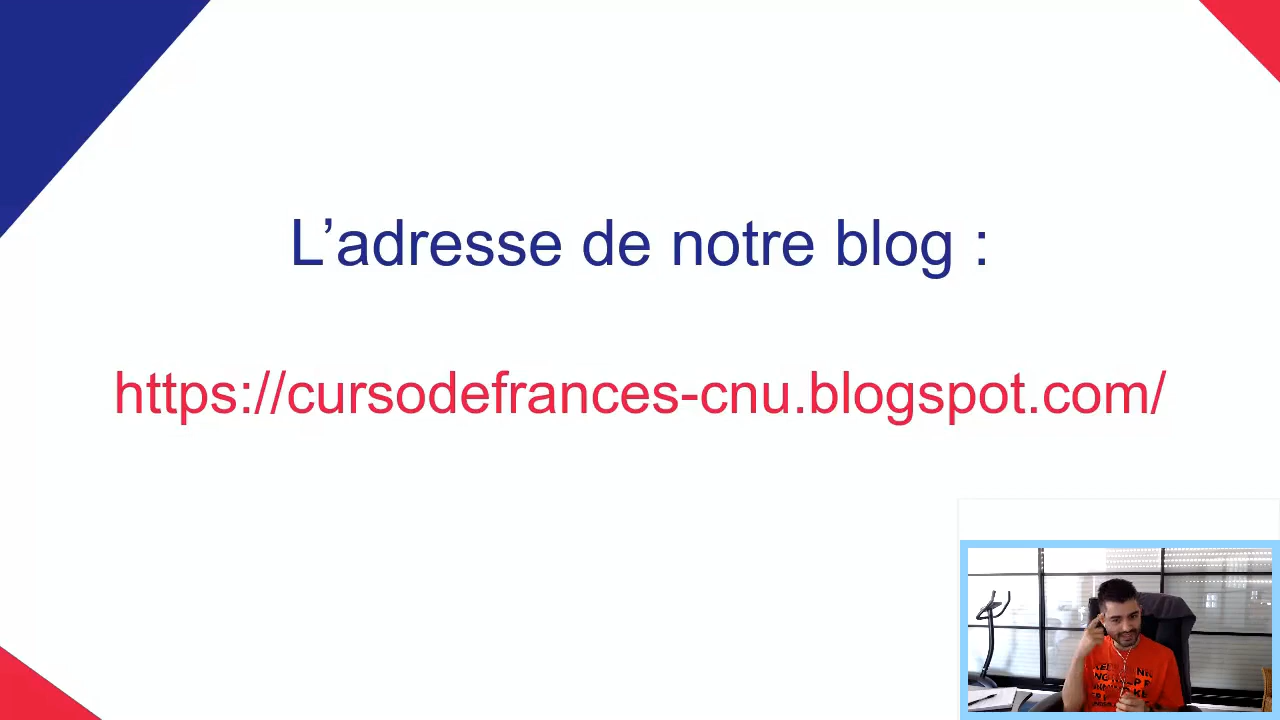 L’adresse de notre blog :
https://cursodefrances-cnu.blogspot.com/